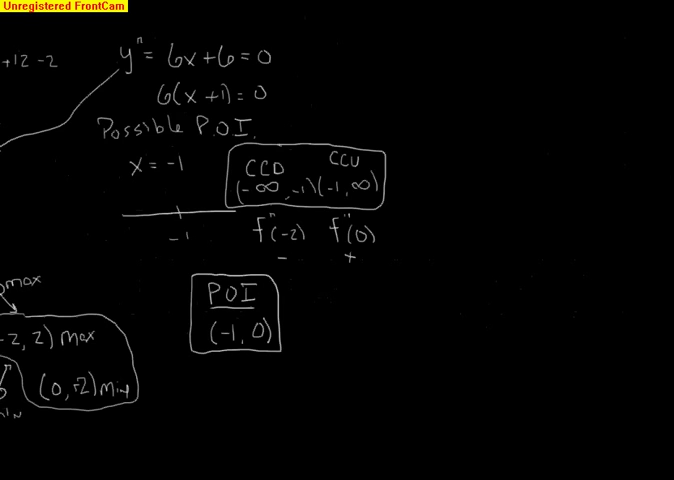 Unregistered FrontCam
+12-2
y" = 6x+6=0
6(x+1)=0
Possible P.O.I.
x = -1
CCD CCU
(-∞, -1)(-1, ∞)
-1
f"(-2) f"(0)
- +
max
POI
(-1, 0)
-2, 2) max
(0, -2) min